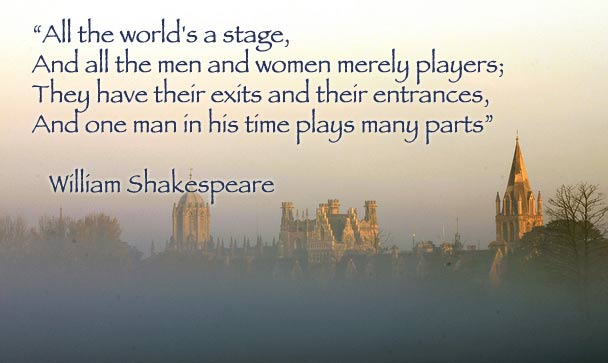 “All the world's a stage,
And all the men and women merely players;
They have their exits and their entrances,
And one man in his time plays many parts”
William Shakespeare